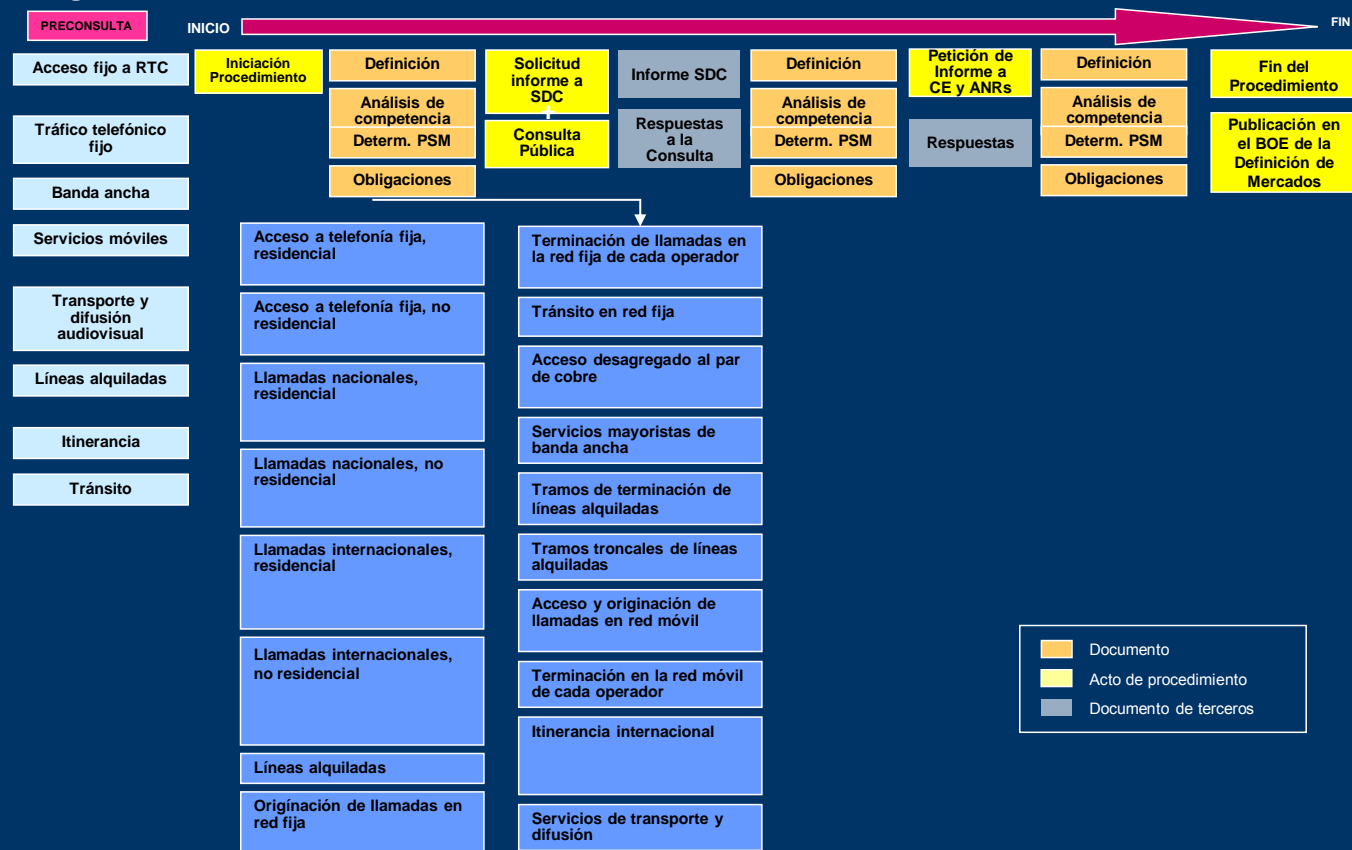 PRECONSULTA
INICIO
FIN
Acceso fijo a RTC
Tráfico telefónico
fijo
Banda ancha
Servicios móviles
Transporte y
difusión
audiovisual
Líneas alquiladas
Itinerancia
Tránsito
Iniciación
Procedimiento
Definición
Análisis de
competencia
Determ. PSM
Obligaciones
Solicitud
informe a
SDC
+
Consulta
Pública
Informe SDC
Respuestas
a la
Consulta
Definición
Análisis de
competencia
Determ. PSM
Obligaciones
Petición de
Informe a
CE y ANRs
Respuestas
Definición
Análisis de
competencia
Determ. PSM
Obligaciones
Fin del
Procedimiento
Publicación en
el BOE de la
Definición de
Mercados
Acceso a telefonía fija,
residencial
Acceso a telefonía fija, no
residencial
Llamadas nacionales,
residencial
Llamadas nacionales, no
residencial
Llamadas internacionales,
residencial
Llamadas internacionales,
no residencial
Líneas alquiladas
Origínación de llamadas en
red fija
Terminación de llamadas en
la red fija de cada operador
Tránsito en red fija
Acceso desagregado al par
de cobre
Servicios mayoristas de
banda ancha
Tramos de terminación de
líneas alquiladas
Tramos troncales de líneas
alquiladas
Acceso y originación de
llamadas en red móvil
Terminación en la red móvil
de cada operador
Itinerancia internacional
Servicios de transporte y
difusión
Documento
Acto de procedimiento
Documento de terceros